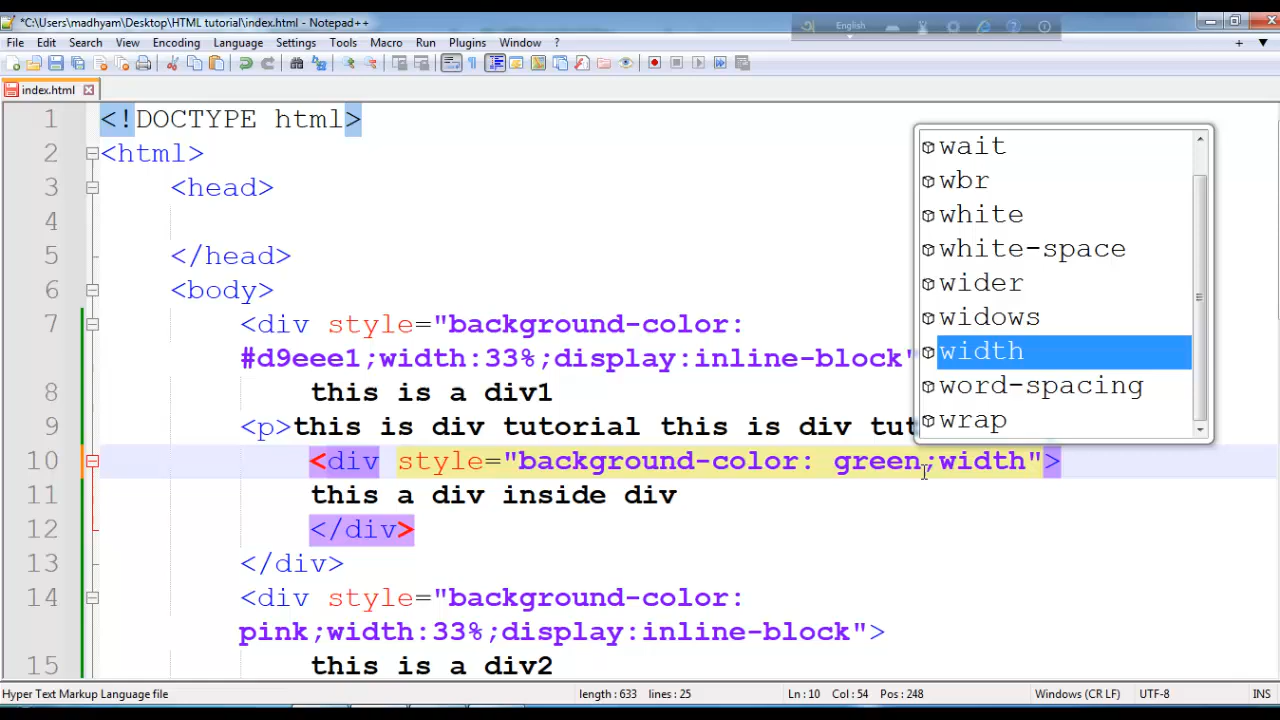 *C:\Users\madhyam\Desktop\HTML tutorial\index.html - Notepad++
English
File Edit Search View Encoding Language Settings Tools Macro Run Plugins Window ?
index.html
1 <!DOCTYPE html>
2 <html>
3 <head>
4
5 </head>
6 <body>
7 <div style="background-color:
#d9eee1;width:33%;display:inline-block"
8 this is a div1
9 <p>this is div tutorial this is div tut
10 <div style="background-color: green;width">
11 this a div inside div
12 </div>
13 </div>
14 <div style="background-color:
pink;width:33%;display:inline-block">
15 this is a div2
wait
wbr
white
white-space
wider
widows
width
word-spacing
wrap
Hyper Text Markup Language file length : 633 lines : 25 Ln : 10 Col : 54 Pos : 248 Windows (CR LF) UTF-8 INS